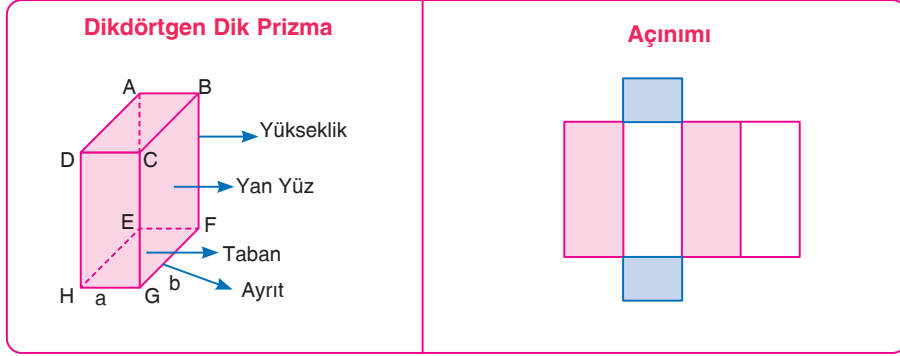 Dikdörtgen Dik Prizma
A
B
Yükseklik
D
C
Yan Yüz
E
F
Taban
H
a
G
b
Ayrıt
Açınımı